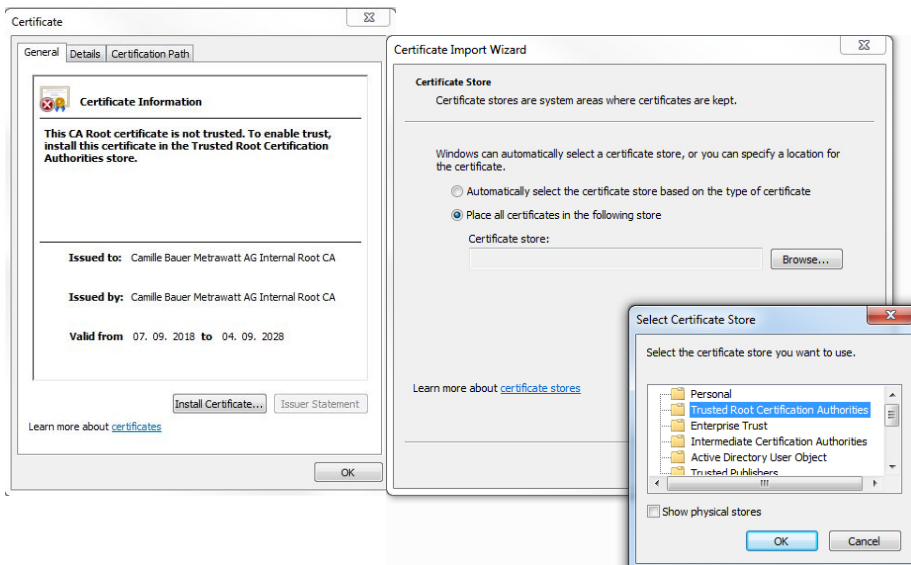 Certificate
General Details Certification Path
Certificate Information
This CA Root certificate is not trusted. To enable trust,
install this certificate in the Trusted Root Certification
Authorities store.
Issued to: Camille Bauer Metrawatt AG Internal Root CA
Issued by: Camille Bauer Metrawatt AG Internal Root CA
Valid from 07. 09. 2018 to 04. 09. 2028
Install Certificate... Issuer Statement
Learn more about certificates
OK
Certificate Import Wizard
Certificate Store
Certificate stores are system areas where certificates are kept.
Windows can automatically select a certificate store, or you can specify a location for
the certificate.
Automatically select the certificate store based on the type of certificate
Place all certificates in the following store
Certificate store:
Browse...
Learn more about certificate stores
Select Certificate Store
Select the certificate store you want to use.
Personal
Trusted Root Certification Authorities
Enterprise Trust
Intermediate Certification Authorities
Active Directory User Object
Trusted Publishers
Show physical stores
OK Cancel